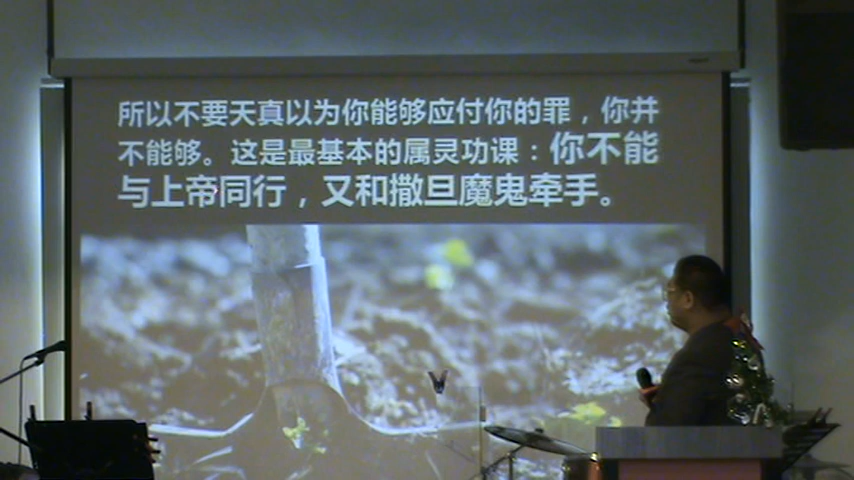 所以不要天真以为你能够应付你的罪，你并
不能够。这是最基本的属灵功课：你不能
与上帝同行，又和撒旦魔鬼牵手。